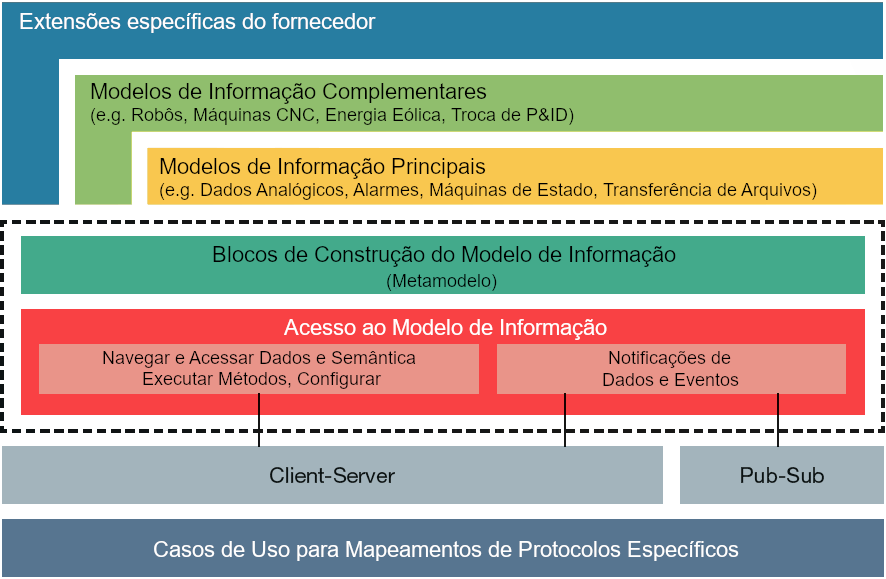 Extensões específicas do fornecedor
Modelos de Informação Complementares
(e.g. Robôs, Máquinas CNC, Energia Eólica, Troca de P&ID)
Modelos de Informação Principais
(e.g. Dados Analógicos, Alarmes, Máquinas de Estado, Transferência de Arquivos)
Blocos de Construção do Modelo de Informação
(Metamodelo)
Acesso ao Modelo de Informação
Navegar e Acessar Dados e Semântica
Executar Métodos, Configurar
Notificações de
Dados e Eventos
Client-Server
Pub-Sub
Casos de Uso para Mapeamentos de Protocolos Específicos